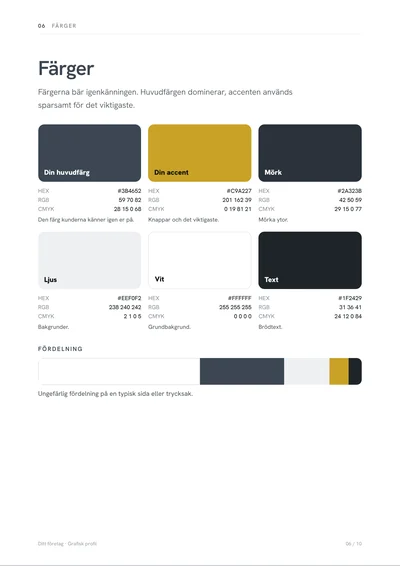 06 FÄRGER
Färger
Färgerna bär igenkänningen. Huvudfärgen dominerar, accenten används
sparsamt för det viktigaste.
Din huvudfärg
Din accent
Mörk
HEX #3B4652
RGB 59 70 82
CMYK 28 15 0 68
Den färg kunderna känner igen er på.
HEX #C9A227
RGB 201 162 39
CMYK 0 19 81 21
Knappar och det viktigaste.
HEX #2A323B
RGB 42 50 59
CMYK 29 15 0 77
Mörka ytor.
Ljus
Vit
Text
HEX #EEF0F2
RGB 238 240 242
CMYK 2 1 0 5
Bakgrunder.
HEX #FFFFFF
RGB 255 255 255
CMYK 0 0 0 0
Grundbakgrund.
HEX #1F2429
RGB 31 36 41
CMYK 24 12 0 84
Brödtext.
FÖRDELNING
Ungefärlig fördelning på en typisk sida eller trycksak.
Ditt företag · Grafisk profil
06 / 10